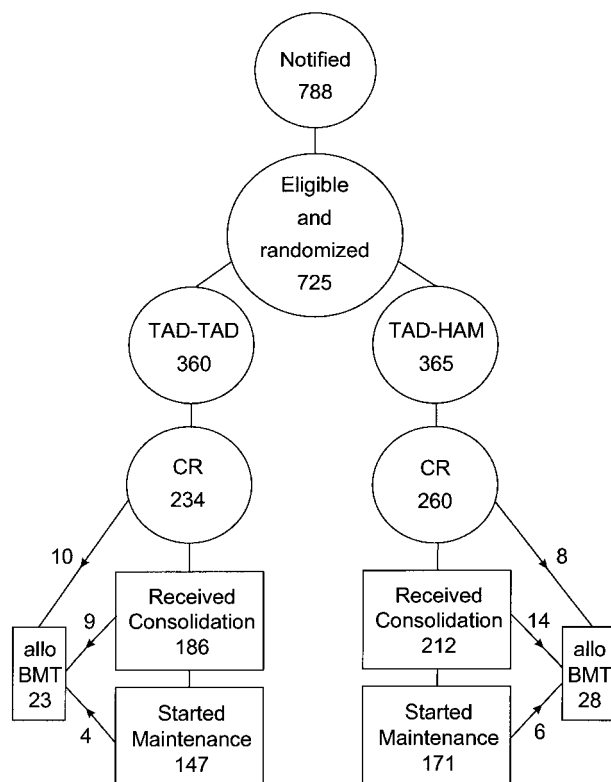 Notified
788
Eligible
and
randomized
725
TAD-TAD
360
TAD-HAM
365
CR
234
CR
260
10
8
Received
Consolidation
186
Received
Consolidation
212
9
14
allo
BMT
23
allo
BMT
28
4
6
Started
Maintenance
147
Started
Maintenance
171